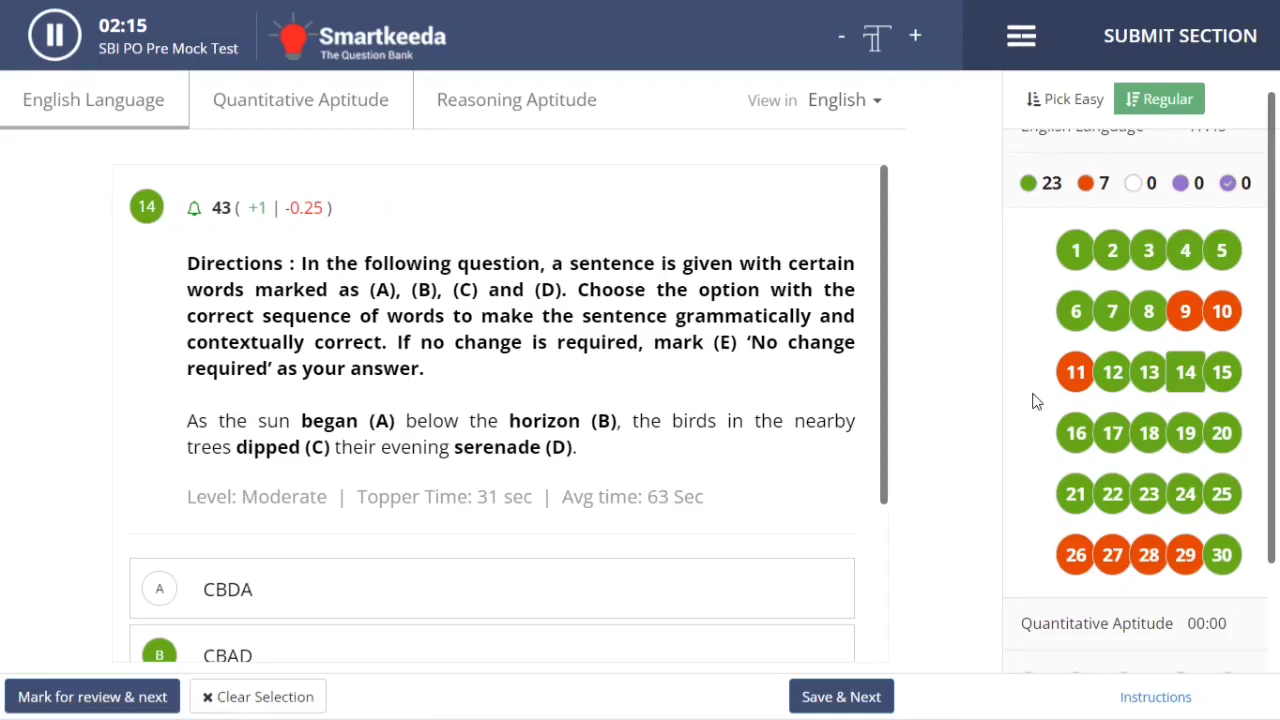 02:15
SBI PO Pre Mock Test
Smartkeeda
The Question Bank
- T +
SUBMIT SECTION
English Language
Quantitative Aptitude
Reasoning Aptitude
View in English
Pick Easy
Regular
English Language
23 7 0 0 0
14
43 ( +1 | -0.25 )
Directions : In the following question, a sentence is given with certain
words marked as (A), (B), (C) and (D). Choose the option with the
correct sequence of words to make the sentence grammatically and
contextually correct. If no change is required, mark (E) ‘No change
required’ as your answer.
As the sun began (A) below the horizon (B), the birds in the nearby
trees dipped (C) their evening serenade (D).
Level: Moderate | Topper Time: 31 sec | Avg time: 63 Sec
A CBDA
B CBAD
1 2 3 4 5
6 7 8 9 10
11 12 13 14 15
16 17 18 19 20
21 22 23 24 25
26 27 28 29 30
Quantitative Aptitude 00:00
Mark for review & next
Clear Selection
Save & Next
Instructions